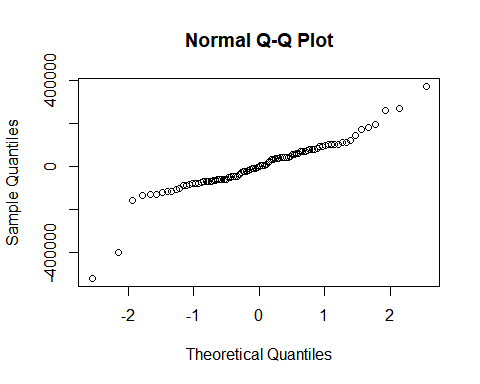 Normal Q-Q Plot
400000
0
-400000
Sample Quantiles
-2
-1
0
1
2
Theoretical Quantiles